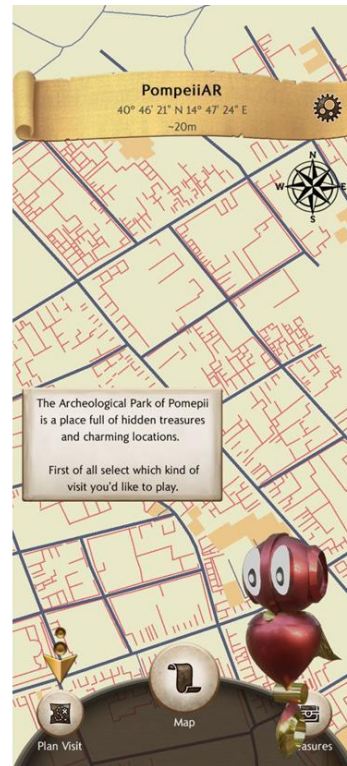 PompeiiAR
40° 46' 21" N 14° 47' 24" E
~20m
N
W E
S
The Archeological Park of Pomepii
is a place full of hidden treasures
and charming locations.
First of all select which kind of
visit you'd like to play.
Map
Plan Visit
easures